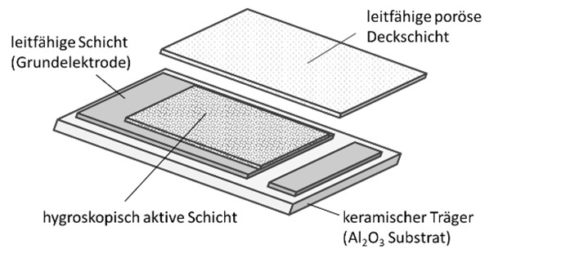 leitfähige poröse
Deckschicht
leitfähige Schicht
(Grundelektrode)
hygroskopisch aktive Schicht
keramischer Träger
(Al₂O₃ Substrat)